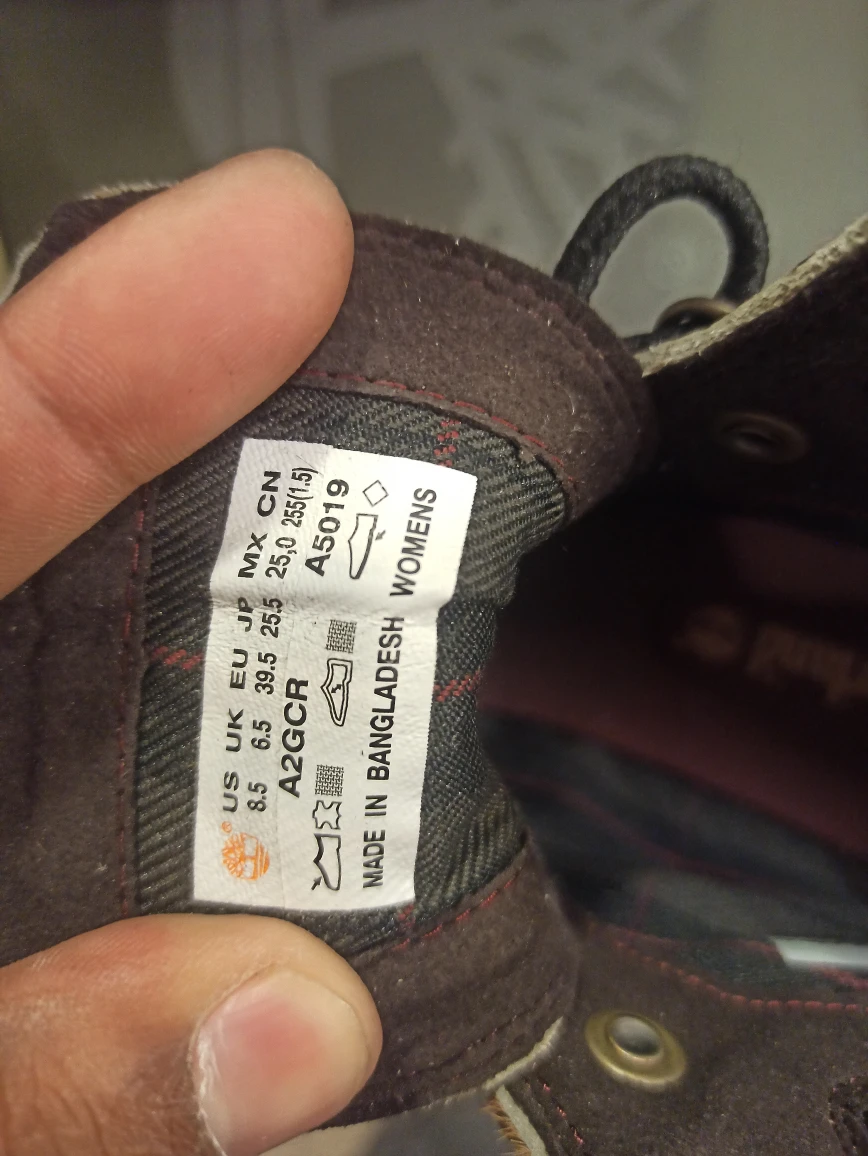 US UK EU JP MX CN
8.5 6.5 39.5 25.5 25,0 255(1.5)
A2GCR A5019
MADE IN BANGLADESH WOMENS